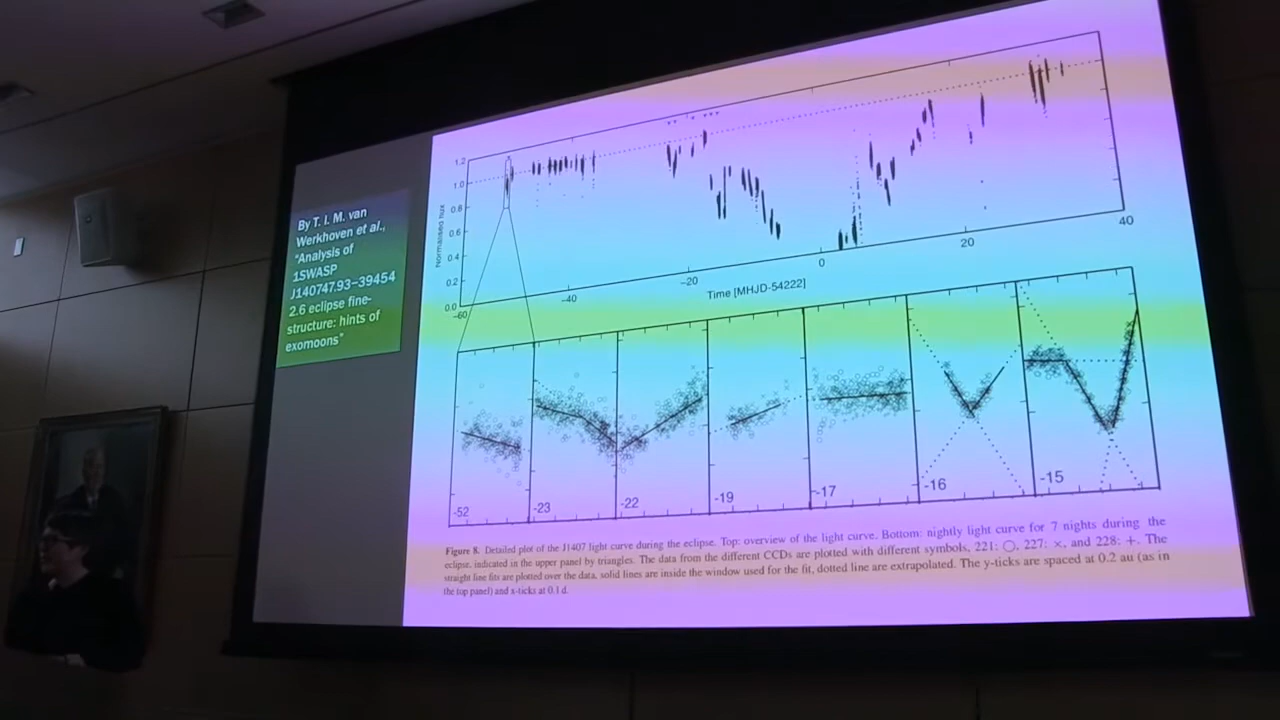 By T. I. M. van
Werkhoven et al.,
“Analysis of
1SWASP
J140747.93−39454
2.6 eclipse fine-
structure: hints of
exomoons”
1.2
1.0
0.8
0.6
0.4
0.2
0.0
Normalised flux
-60
-40
-20
0
20
40
Time [MHJD-54222]
-52
-23
-22
-19
-17
-16
-15
Figure 8. Detailed plot of the J1407 light curve during the eclipse. Top: overview of the light curve. Bottom: nightly light curve for 7 nights during the
eclipse, indicated in the upper panel by triangles. The data from the different CCDs are plotted with different symbols, 221: ○, 227: ×, and 228: +. The
straight line fits are plotted over the data, solid lines are inside the window used for the fit, dotted line are extrapolated. The y-ticks are spaced at 0.2 au (as in
the top panel) and x-ticks at 0.1 d.